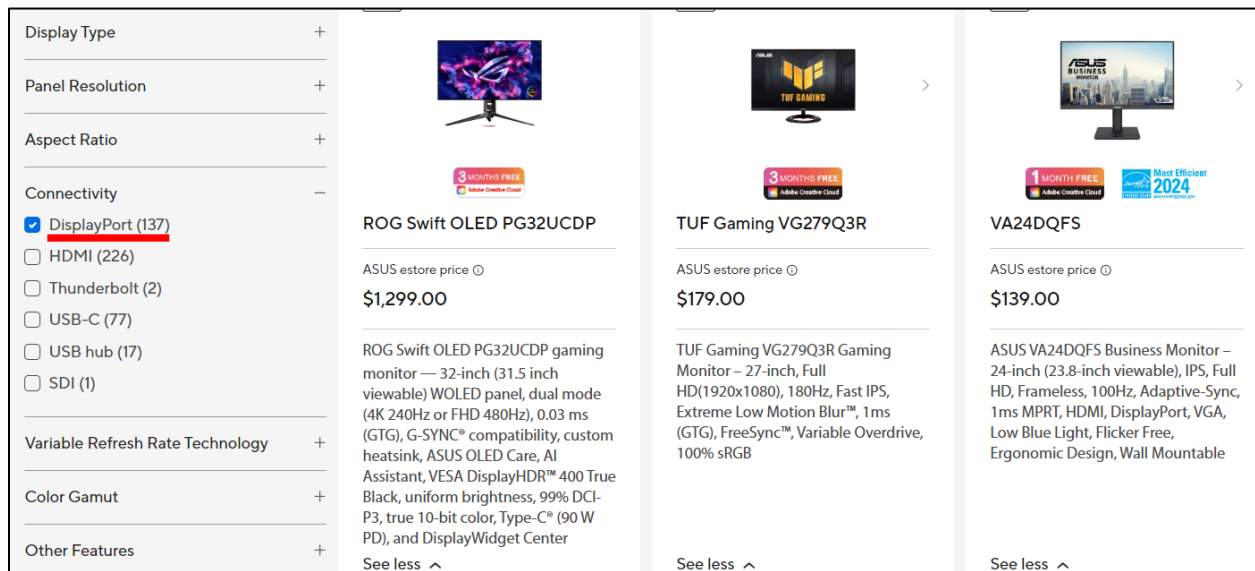 Display Type
Panel Resolution
Aspect Ratio
Connectivity
DisplayPort (137)
HDMI (226)
Thunderbolt (2)
USB-C (77)
USB hub (17)
SDI (1)
Variable Refresh Rate Technology
Color Gamut
Other Features
3 MONTHS FREE
Adobe Creative Cloud
ROG Swift OLED PG32UCDP
ASUS estore price
$1,299.00
ROG Swift OLED PG32UCDP gaming
monitor — 32-inch (31.5 inch
viewable) WOLED panel, dual mode
(4K 240Hz or FHD 480Hz), 0.03 ms
(GTG), G-SYNC® compatibility, custom
heatsink, ASUS OLED Care, AI
Assistant, VESA DisplayHDR™ 400 True
Black, uniform brightness, 99% DCI-
P3, true 10-bit color, Type-C® (90 W
PD), and DisplayWidget Center
See less
TUF GAMING
3 MONTHS FREE
Adobe Creative Cloud
TUF Gaming VG279Q3R
ASUS estore price
$179.00
TUF Gaming VG279Q3R Gaming
Monitor – 27-inch, Full
HD(1920x1080), 180Hz, Fast IPS,
Extreme Low Motion Blur™, 1ms
(GTG), FreeSync™, Variable Overdrive,
100% sRGB
See less
ASUS
BUSINESS
MONITOR
1 MONTH FREE
Adobe Creative Cloud
Most Efficient
2024
VA24DQFS
ASUS estore price
$139.00
ASUS VA24DQFS Business Monitor –
24-inch (23.8-inch viewable), IPS, Full
HD, Frameless, 100Hz, Adaptive-Sync,
1ms MPRT, HDMI, DisplayPort, VGA,
Low Blue Light, Flicker Free,
Ergonomic Design, Wall Mountable
See less